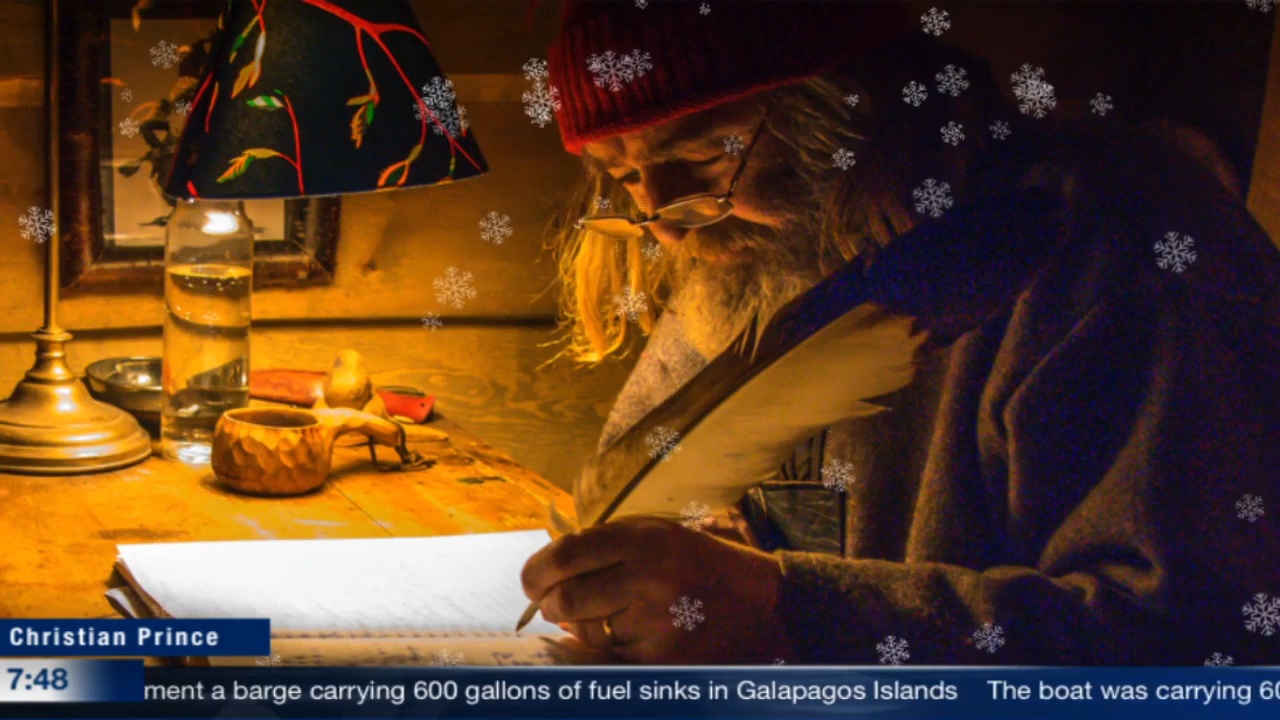 Christian Prince
7:48
ment a barge carrying 600 gallons of fuel sinks in Galapagos Islands The boat was carrying